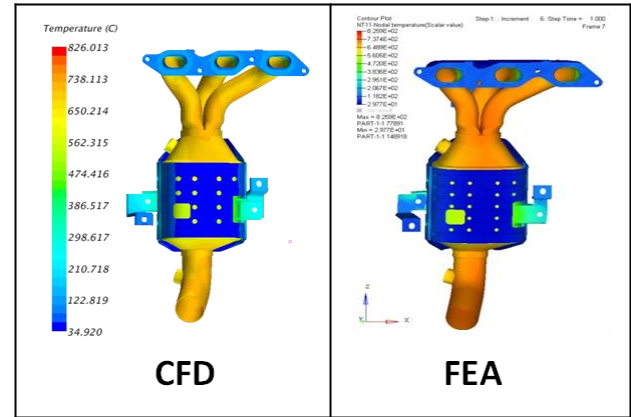 Temperature (C)
826.013
738.113
650.214
562.315
474.416
386.517
298.617
210.718
122.819
34.920
CFD
Contour Plot
NT11-Nodal temperature(Scalar value)
Step-1: Increment 6: Step Time = 1.000
Frame 7
8.259E+02
7.374E+02
6.489E+02
5.605E+02
4.720E+02
3.836E+02
2.951E+02
2.067E+02
1.182E+02
2.977E+01
Max = 8.259E+02
PART-1-1 77891
Min = 2.977E+01
PART-1-1 148918
Z
Y
X
FEA